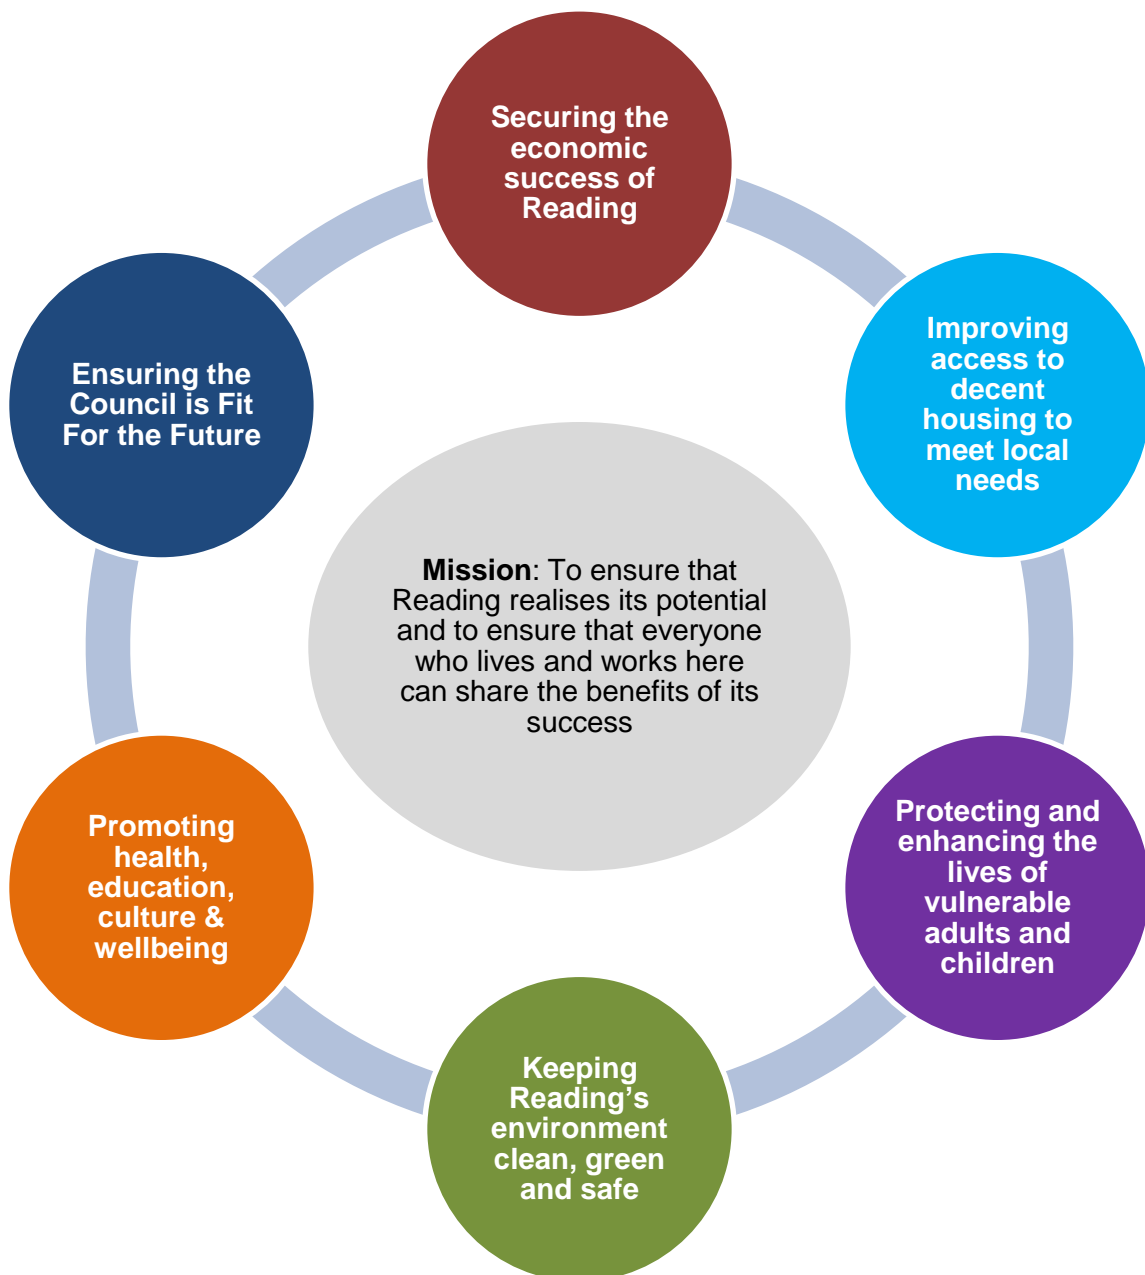 Securing the
economic
success of
Reading
Improving
access to
decent
housing to
meet local
needs
Protecting and
enhancing the
lives of
vulnerable
adults and
children
Keeping
Reading’s
environment
clean, green
and safe
Promoting
health,
education,
culture &
wellbeing
Ensuring the
Council is Fit
For the Future
Mission: To ensure that
Reading realises its potential
and to ensure that everyone
who lives and works here
can share the benefits of its
success